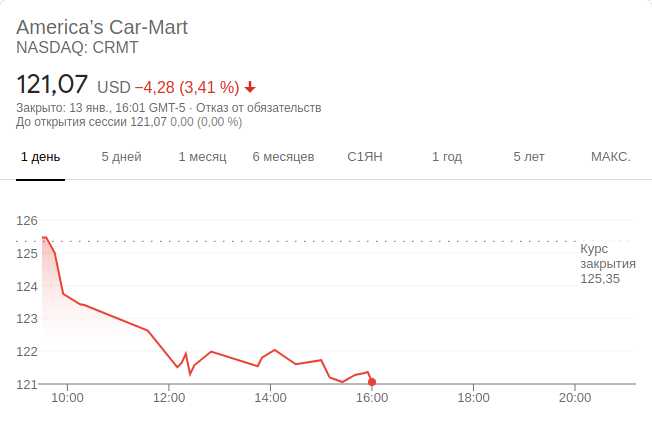 America’s Car-Mart
NASDAQ: CRMT
121,07 USD −4,28 (3,41 %)
Закрыто: 13 янв., 16:01 GMT-5 · Отказ от обязательств
До открытия сессии 121,07 0,00 (0,00 %)
1 день 5 дней 1 месяц 6 месяцев С1ЯН 1 год 5 лет МАКС.
126
125
124
123
122
121
Курс
закрытия
125,35
10:00 12:00 14:00 16:00 18:00 20:00